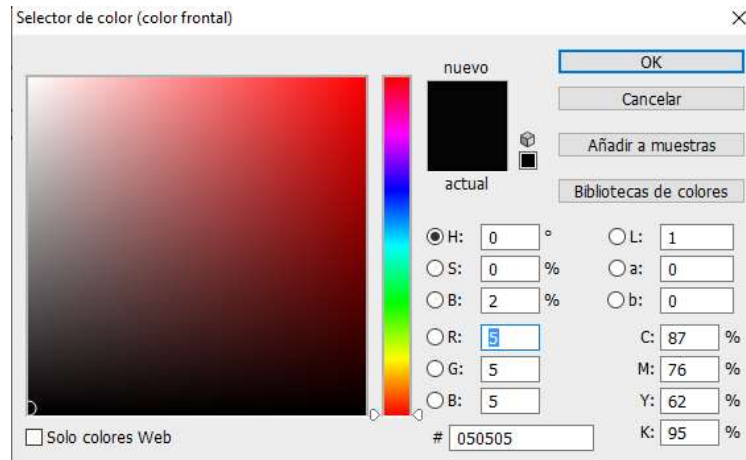 Selector de color (color frontal)
nuevo
actual
OK
Cancelar
Añadir a muestras
Bibliotecas de colores
H: 0 °
S: 0 %
B: 2 %
R: 5
G: 5
B: 5
# 050505
L: 1
a: 0
b: 0
C: 87 %
M: 76 %
Y: 62 %
K: 95 %
Solo colores Web